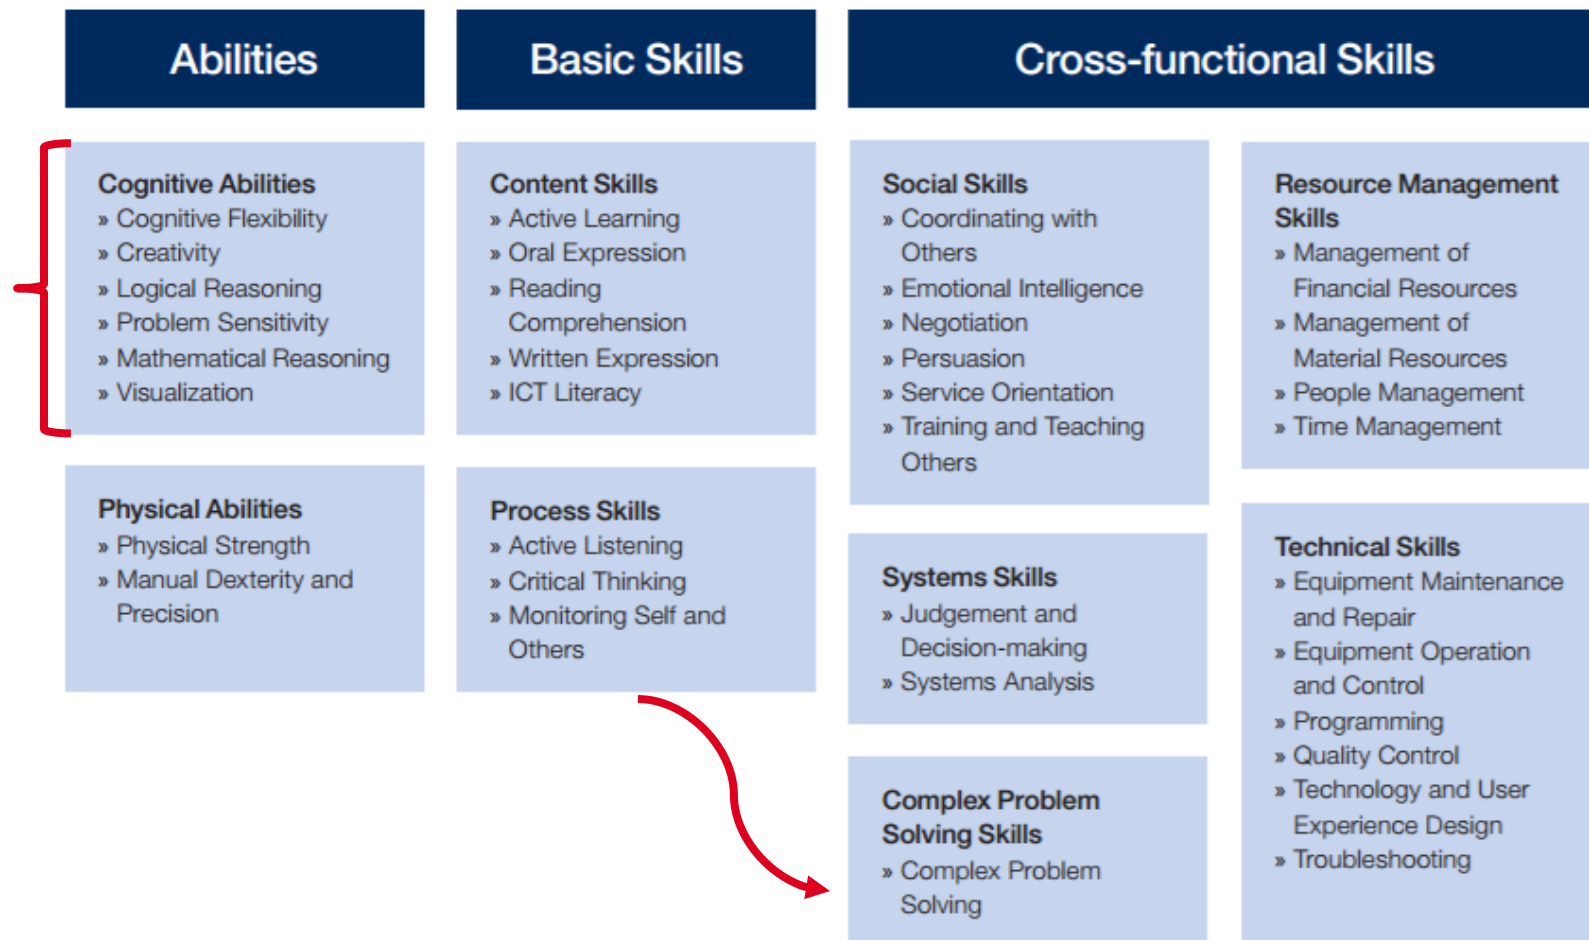 Abilities
Cognitive Abilities
» Cognitive Flexibility
» Creativity
» Logical Reasoning
» Problem Sensitivity
» Mathematical Reasoning
» Visualization
Physical Abilities
» Physical Strength
» Manual Dexterity and
Precision
Basic Skills
Content Skills
» Active Learning
» Oral Expression
» Reading
Comprehension
» Written Expression
» ICT Literacy
Process Skills
» Active Listening
» Critical Thinking
» Monitoring Self and
Others
Cross-functional Skills
Social Skills
» Coordinating with
Others
» Emotional Intelligence
» Negotiation
» Persuasion
» Service Orientation
» Training and Teaching
Others
Systems Skills
» Judgement and
Decision-making
» Systems Analysis
Complex Problem
Solving Skills
» Complex Problem
Solving
Resource Management
Skills
» Management of
Financial Resources
» Management of
Material Resources
» People Management
» Time Management
Technical Skills
» Equipment Maintenance
and Repair
» Equipment Operation
and Control
» Programming
» Quality Control
» Technology and User
Experience Design
» Troubleshooting